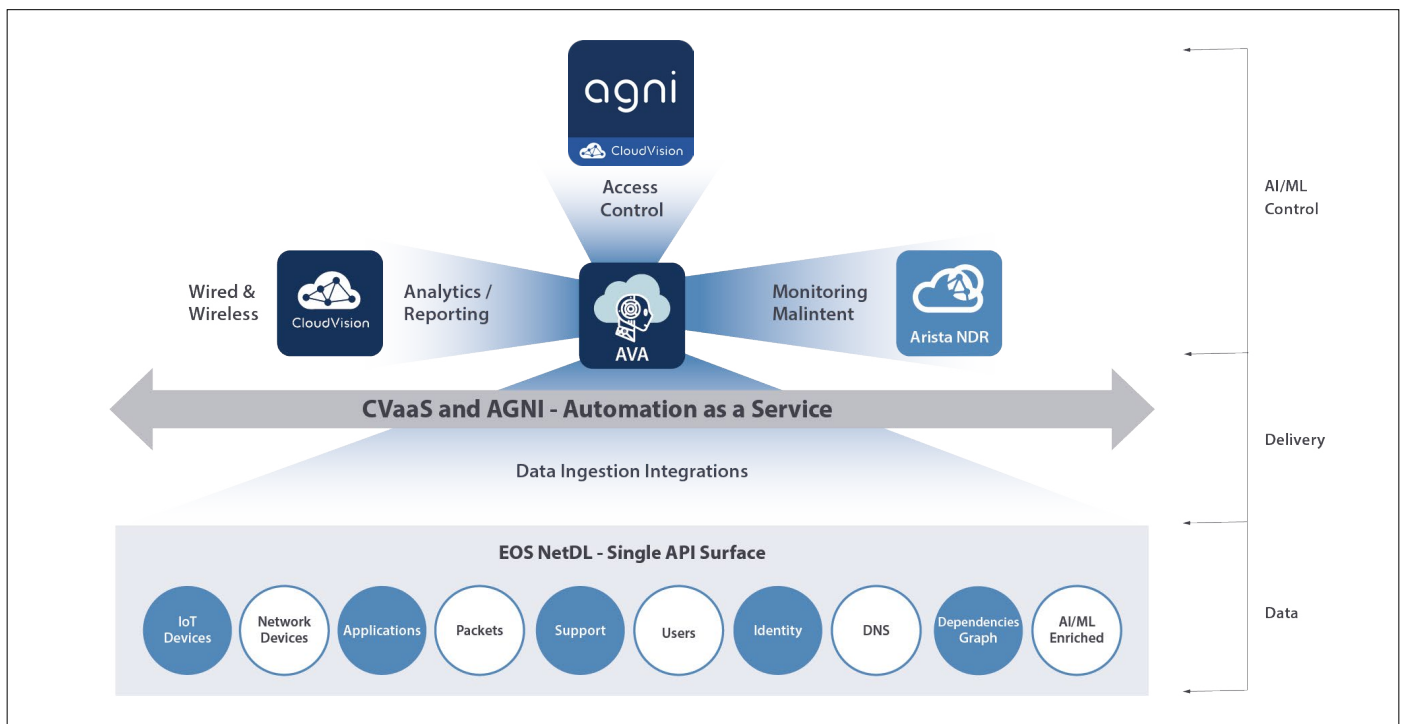 agni
CloudVision
Access
Control
AI/ML
Control
Wired &
Wireless
CloudVision
Analytics /
Reporting
AVA
Monitoring
Malintent
Arista NDR
CVaaS and AGNI - Automation as a Service
Delivery
Data Ingestion Integrations
EOS NetDL - Single API Surface
IoT
Devices
Network
Devices
Applications
Packets
Support
Users
Identity
DNS
Dependencies
Graph
AI/ML
Enriched
Data